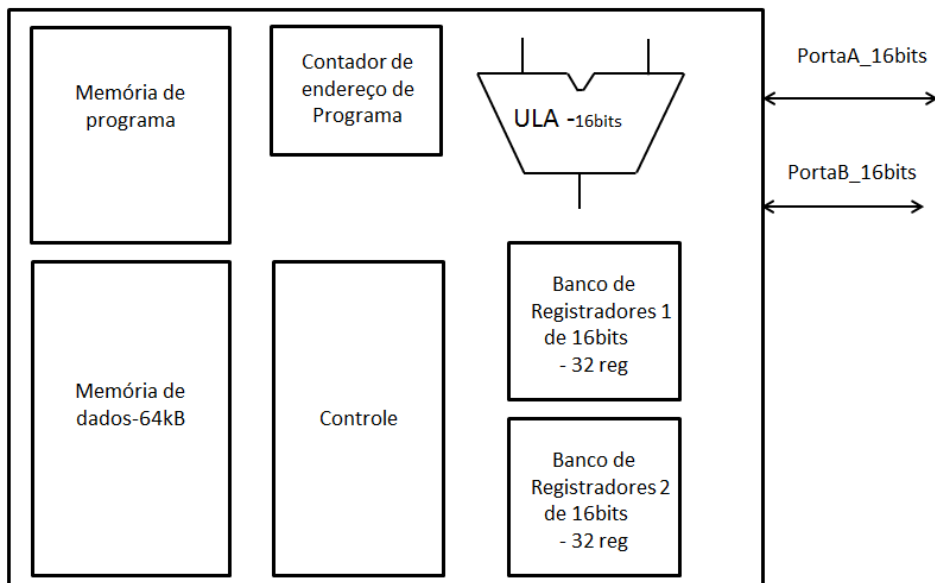 Memória de
programa
Contador de
endereço de
Programa
ULA -16bits
PortaA_16bits
PortaB_16bits
Memória de
dados-64kB
Controle
Banco de
Registradores 1
de 16bits
- 32 reg
Banco de
Registradores 2
de 16bits
- 32 reg